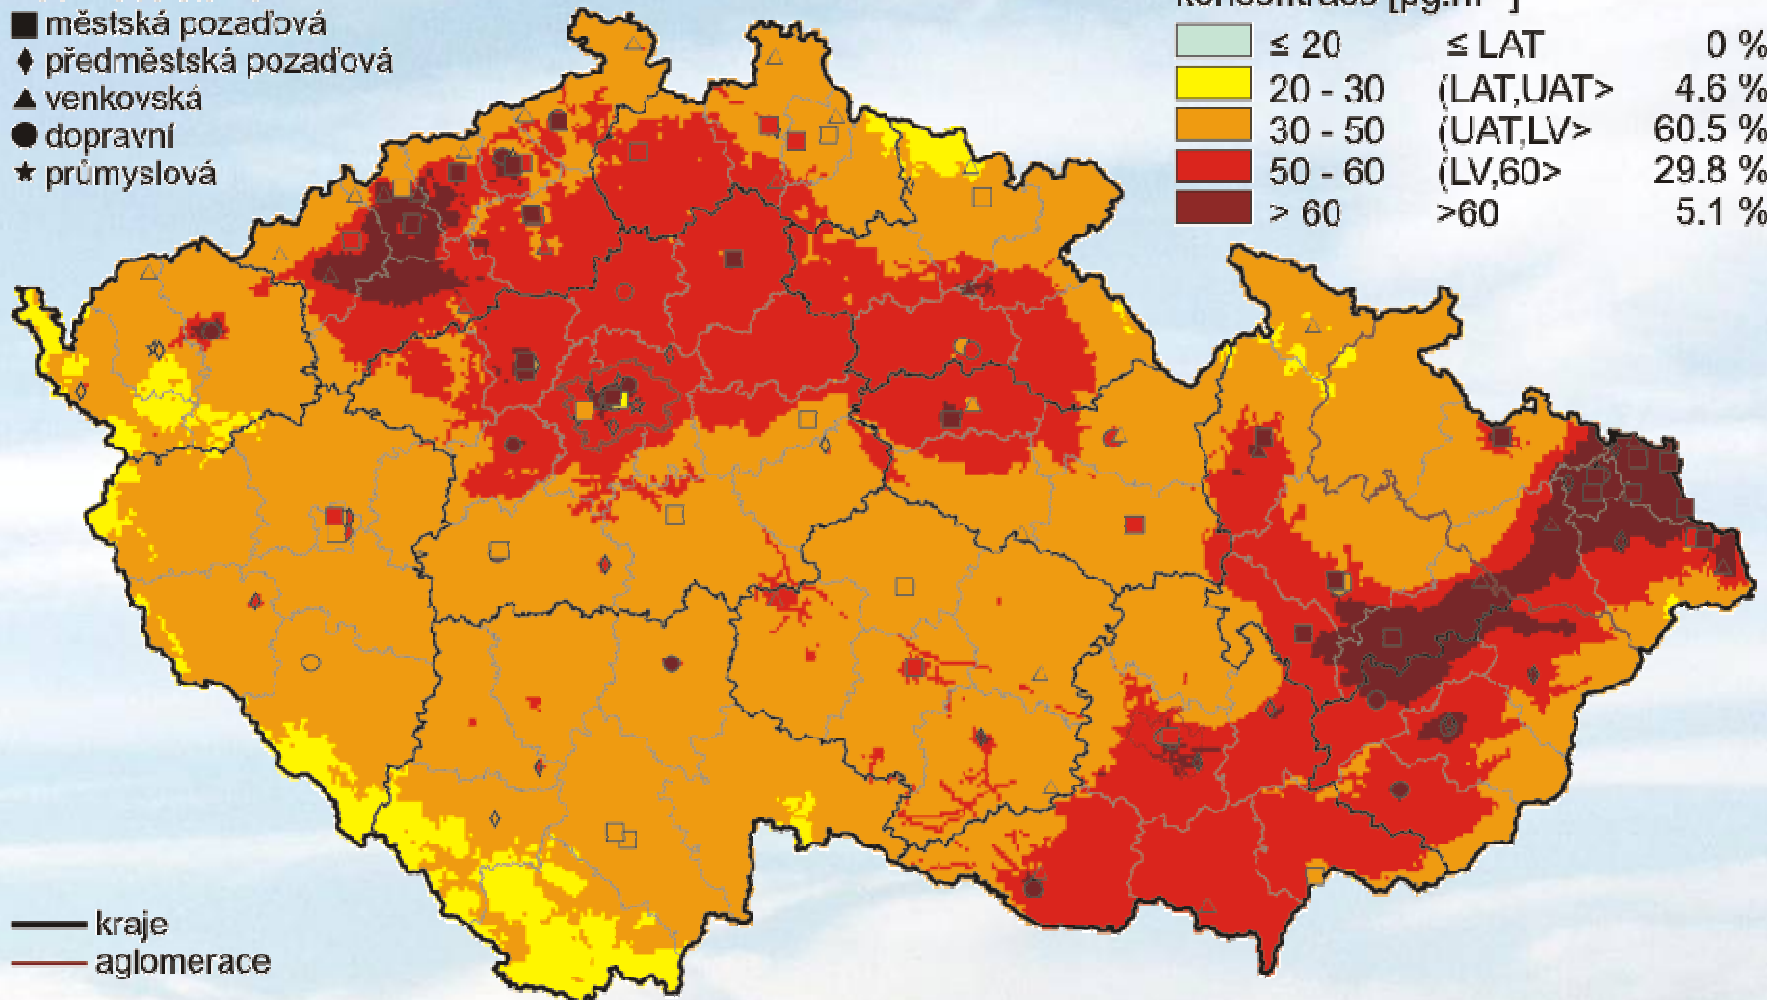 městská pozaďová
předměstská pozaďová
venkovská
dopravní
průmyslová
≤ 20 ≤ LAT 0 %
20 - 30 (LAT,UAT> 4.6 %
30 - 50 (UAT,LV> 60.5 %
50 - 60 (LV,60> 29.8 %
> 60 >60 5.1 %
kraje
aglomerace